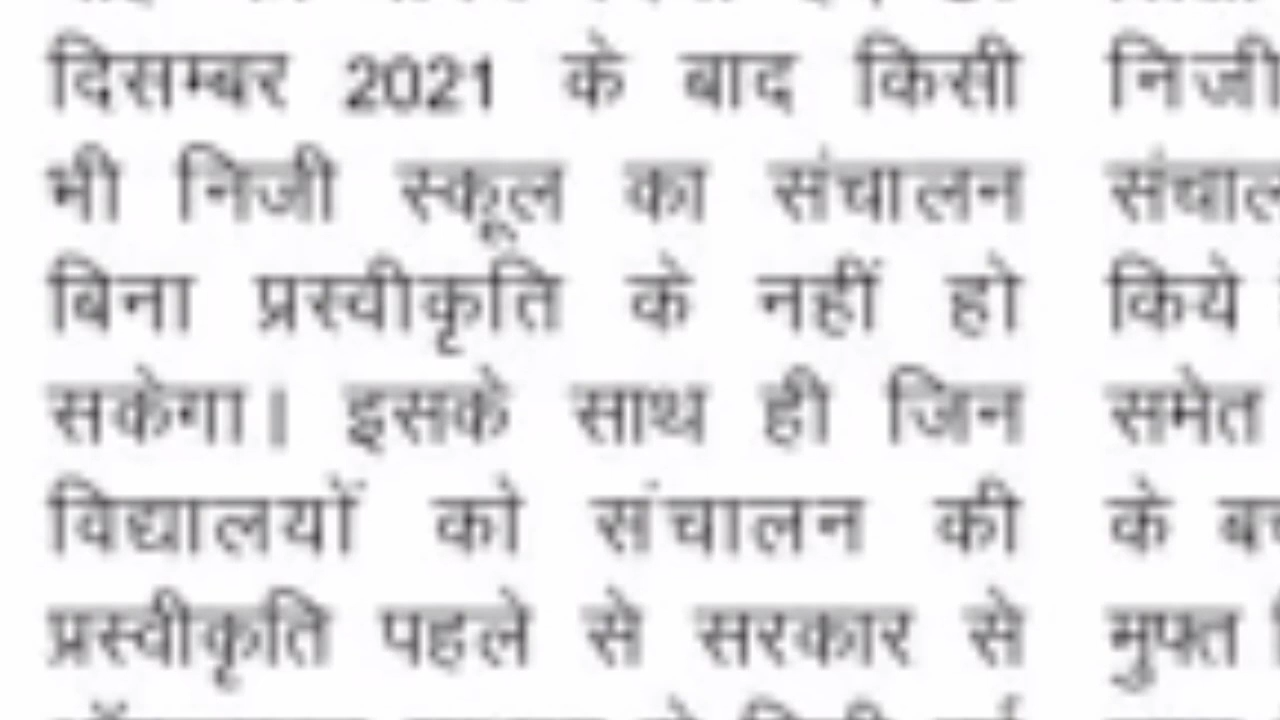 दिसम्बर 2021 के बाद किसी
भी निजी स्कूल का संचालन
बिना प्रस्वीकृति के नहीं हो
सकेगा। इसके साथ ही जिन
विद्यालयों को संचालन की
प्रस्वीकृति पहले से सरकार से
निजी
किये
समेत
के
मुफ्त